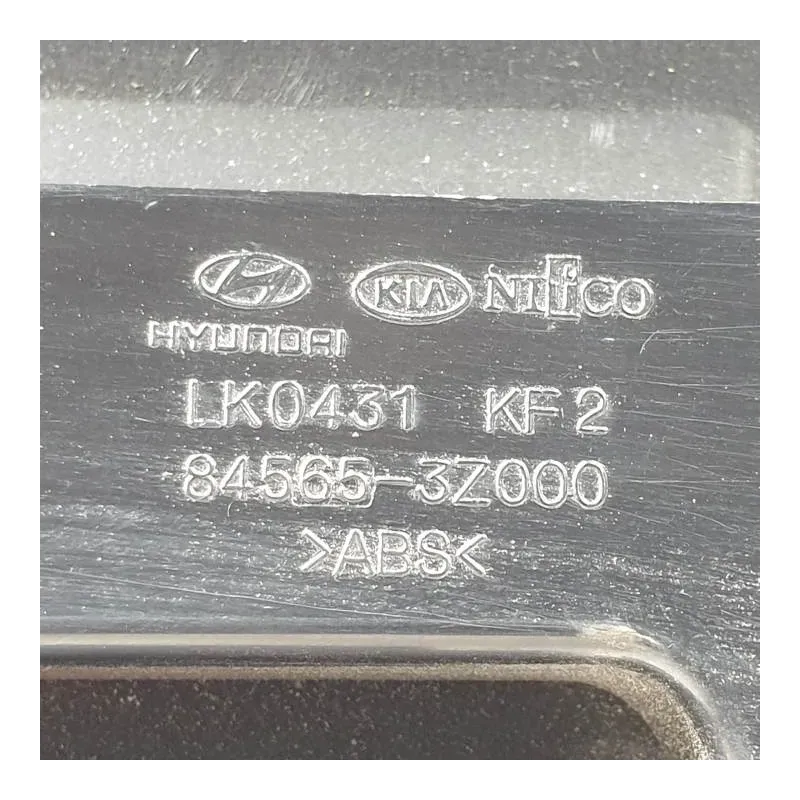 KIA NIfCO
HYUNDAI
LK0431 KF2
84565-3Z000
>ABS<